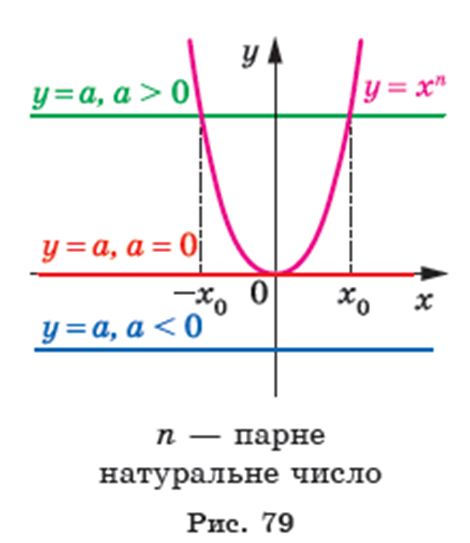 y
y = a, a > 0
y = xⁿ
y = a, a = 0
−x₀ 0 x₀ x
y = a, a < 0
n — парне
натуральне число
Рис. 79